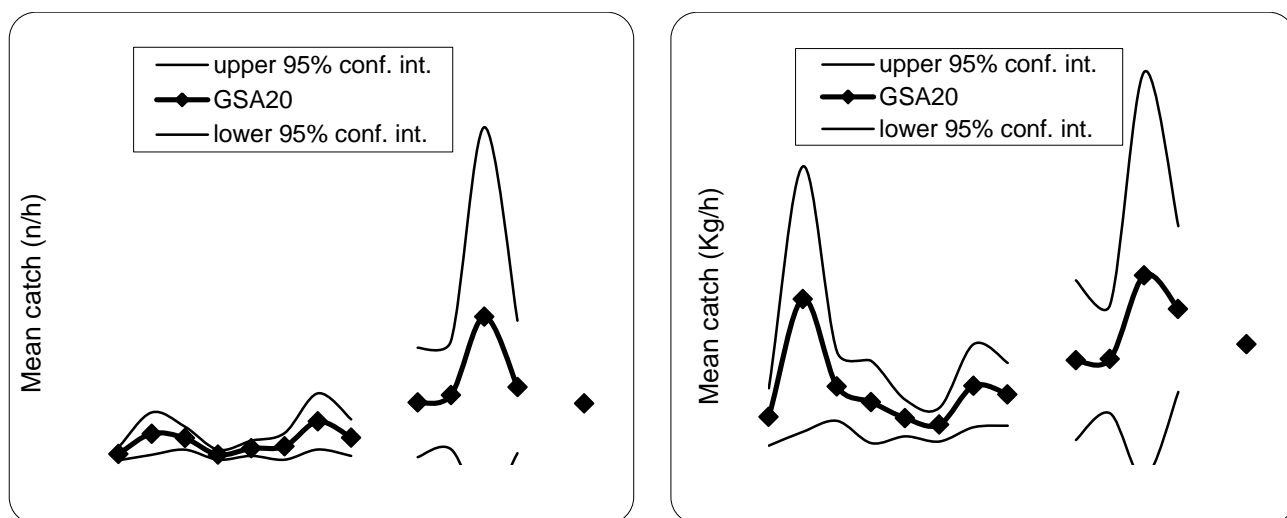 upper 95% conf. int.
GSA20
lower 95% conf. int.
Mean catch (n/h)
upper 95% conf. int.
GSA20
lower 95% conf. int.
Mean catch (Kg/h)